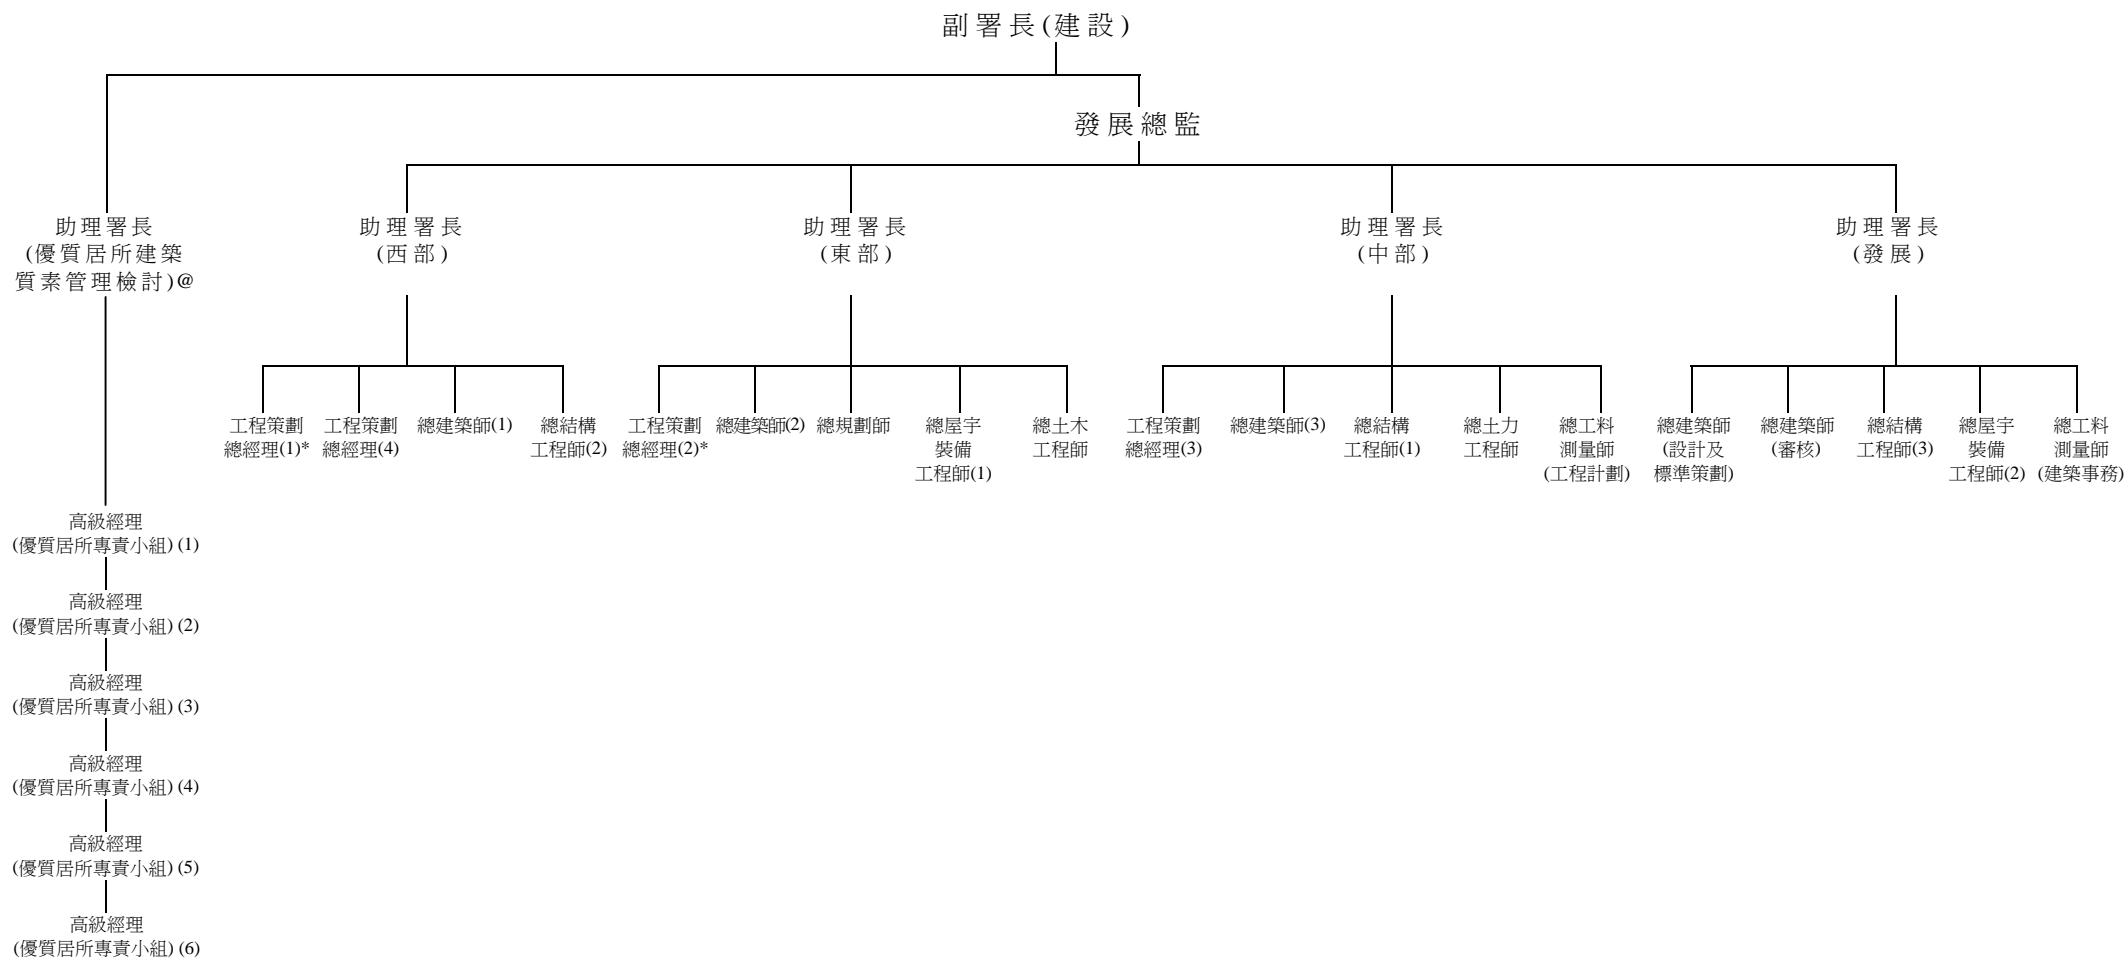 副署長(建設)
發展總監
助理署長
(優質居所建築
質素管理檢討)@
助理署長
(西部)
助理署長
(東部)
助理署長
(中部)
助理署長
(發展)
工程策劃
總經理(1)*
工程策劃
總經理(4)
總建築師(1)
總結構
工程師(2)
工程策劃
總經理(2)*
總建築師(2)
總規劃師
總屋宇
裝備
工程師(1)
總土木
工程師
工程策劃
總經理(3)
總建築師(3)
總結構
工程師(1)
總土力
工程師
總工料
測量師
(工程計劃)
總建築師
(設計及
標準策劃)
總建築師
(審核)
總結構
工程師(3)
總屋宇
裝備
工程師(2)
總工料
測量師
(建築事務)
高級經理
(優質居所專責小組) (1)
高級經理
(優質居所專責小組) (2)
高級經理
(優質居所專責小組) (3)
高級經理
(優質居所專責小組) (4)
高級經理
(優質居所專責小組) (5)
高級經理
(優質居所專責小組) (6)